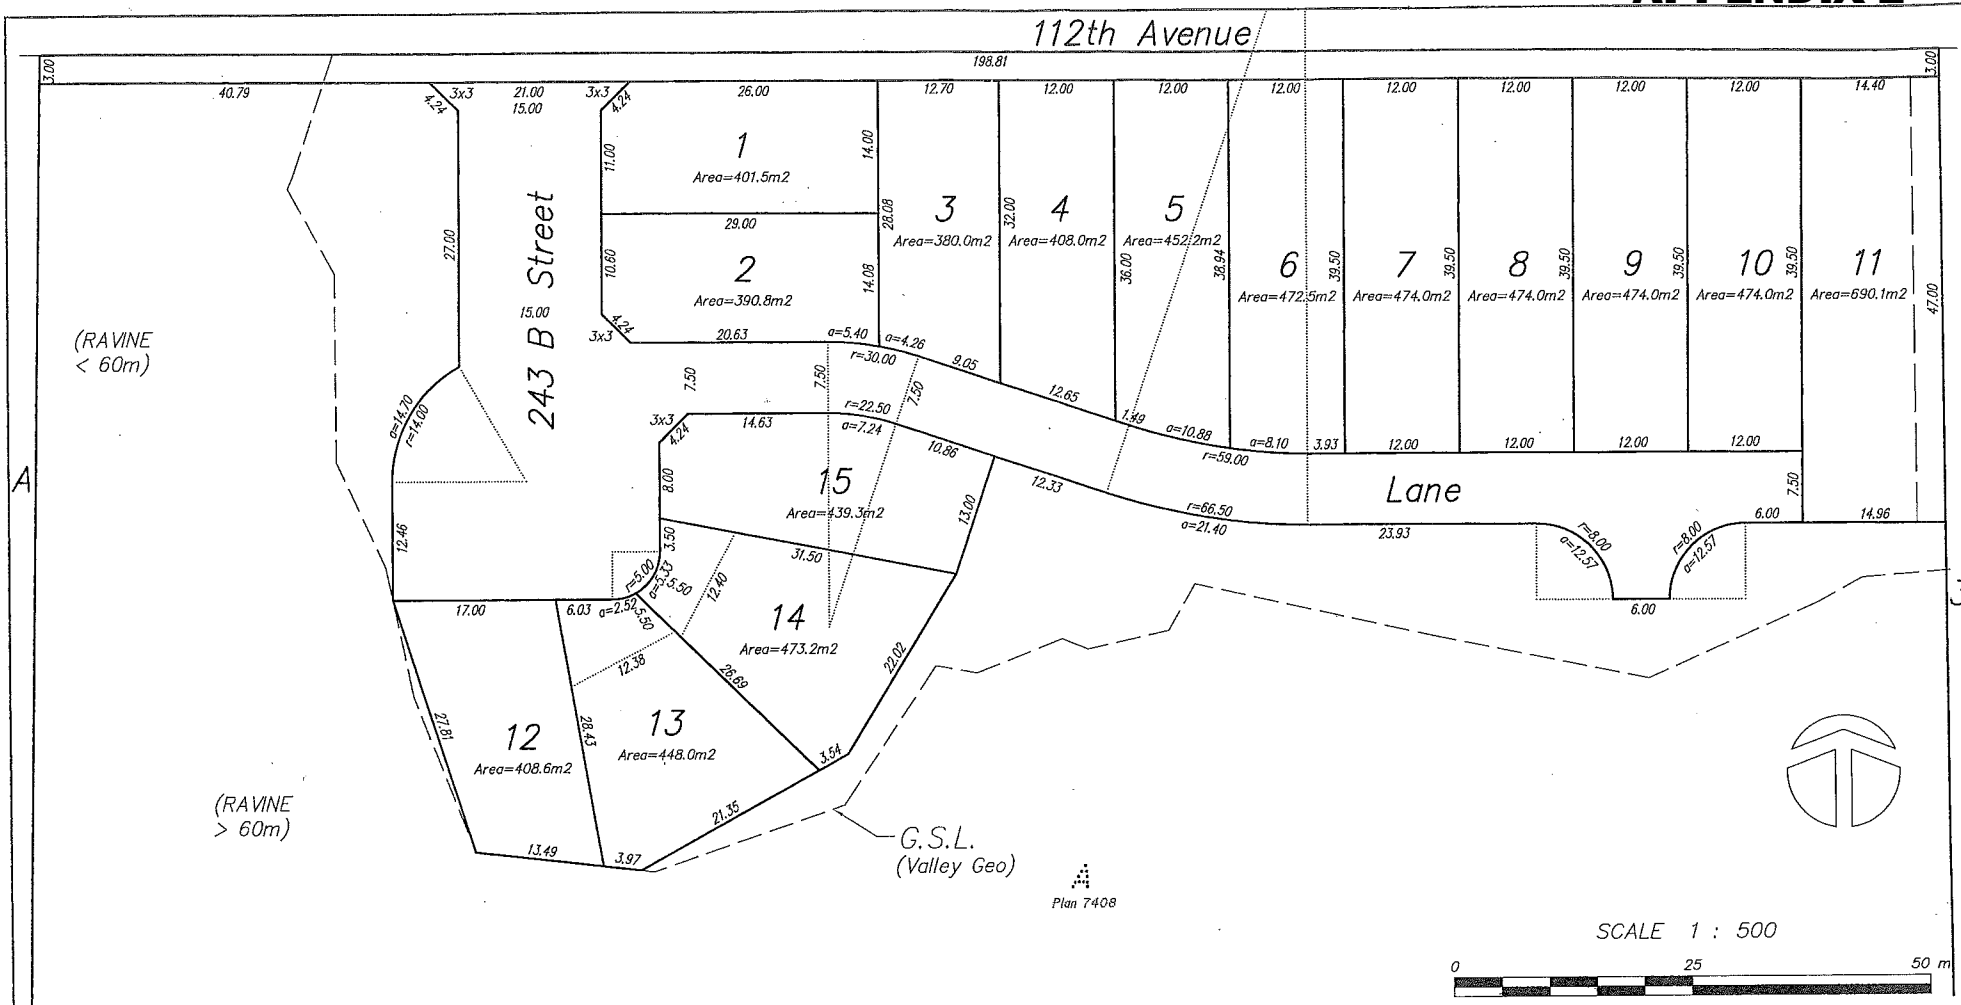 112th Avenue
198.81
3.00
3.00
40.79
4.24
3x3
21.00
15.00
3x3
4.24
26.00
12.70
12.00
12.00
12.00
12.00
12.00
12.00
12.00
14.40
11.00
1
Area=401.5m2
14.00
29.00
28.08
3
Area=380.0m2
32.00
4
Area=408.0m2
5
Area=452.2m2
36.00
38.94
6
Area=472.5m2
39.50
7
Area=474.0m2
39.50
8
Area=474.0m2
39.50
9
Area=474.0m2
39.50
10
Area=474.0m2
39.50
11
Area=690.1m2
47.00
27.00
243 B Street
15.00
10.60
2
Area=390.8m2
14.08
4.24
3x3
20.63
a=5.40
r=30.00
a=4.26
9.05
12.65
1.49
a=10.88
r=59.00
a=8.10
3.93
12.00
12.00
12.00
12.00
(RAVINE
< 60m)
7.50
7.50
7.50
a=14.70
r=14.00
3x3
4.24
14.63
r=22.50
a=7.24
10.86
12.33
A
8.00
15
Area=439.3m2
13.00
Lane
7.50
r=66.50
a=21.40
23.93
r=8.00
a=12.57
r=8.00
a=12.57
6.00
14.96
6.00
12.46
3.50
31.50
r=5.00
a=5.33
5.50
12.40
17.00
6.03
a=2.52
5.50
14
Area=473.2m2
12.38
26.69
22.02
27.81
12
Area=408.6m2
28.43
13
Area=448.0m2
3.54
21.35
13.49
3.97
(RAVINE
> 60m)
G.S.L.
(Valley Geo)
A
Plan 7408
SCALE 1 : 500
0
25
50 m